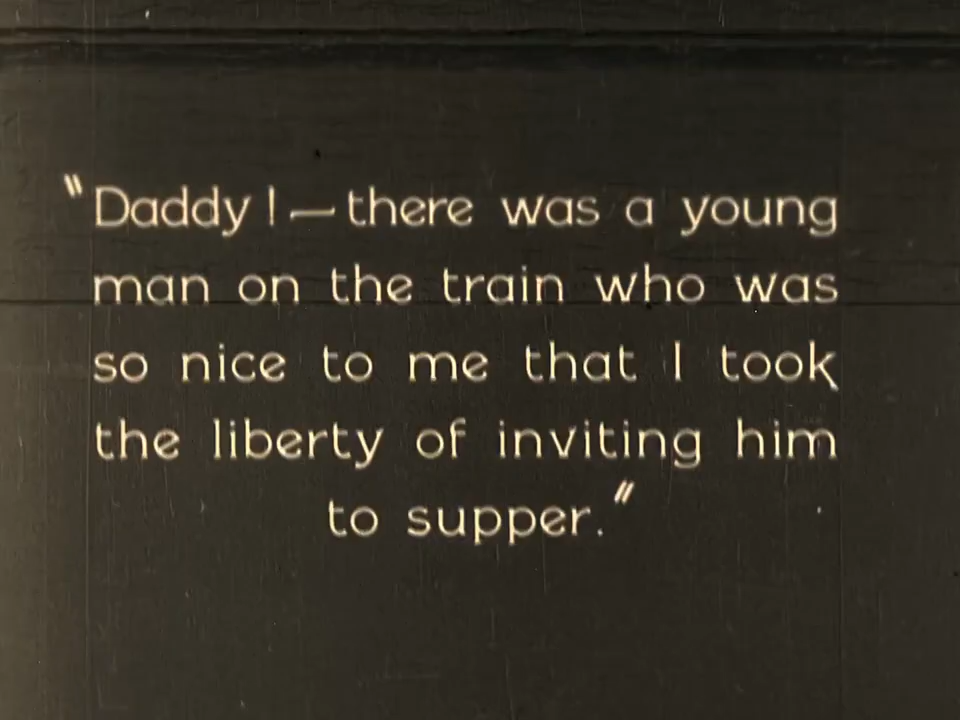 "Daddy!—there was a young
man on the train who was
so nice to me that I took
the liberty of inviting him
to supper."